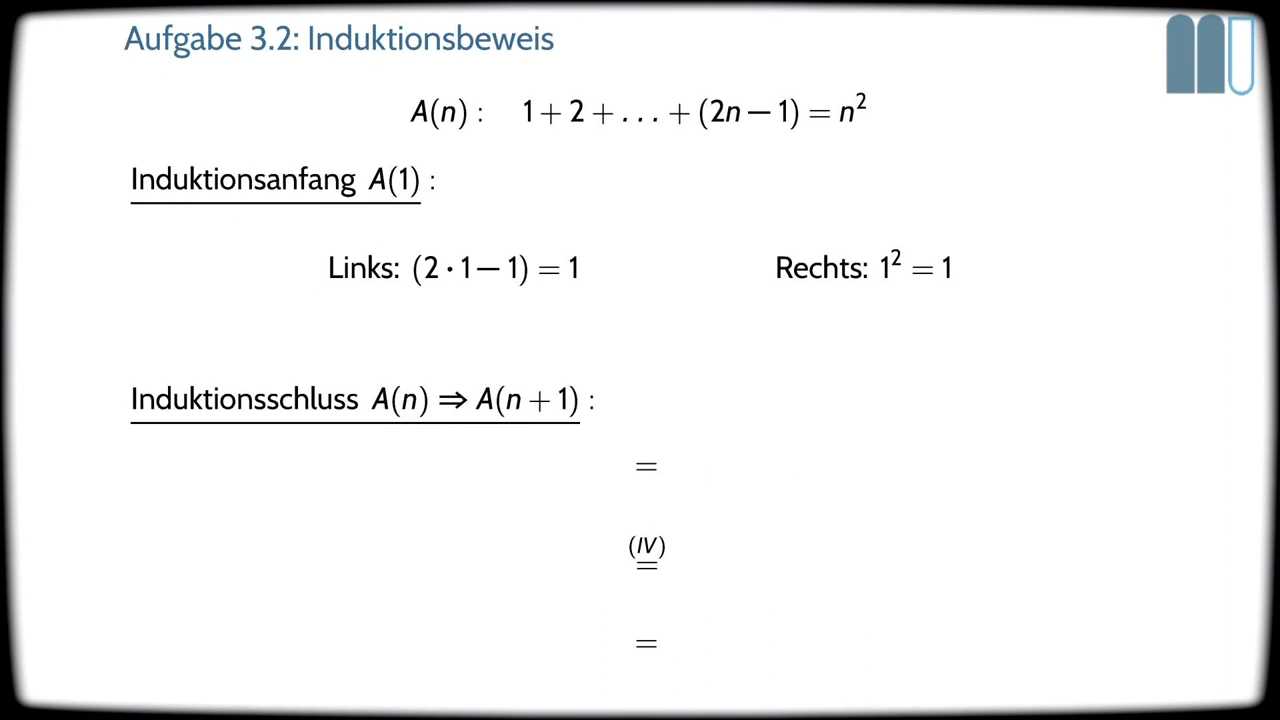 Aufgabe 3.2: Induktionsbeweis
A(n) : 1 + 2 + . . . + (2n − 1) = n²
Induktionsanfang A(1) :
Links: (2 · 1 − 1) = 1 Rechts: 1² = 1
Induktionsschluss A(n) ⇒ A(n + 1) :
=
(IV)
=
=